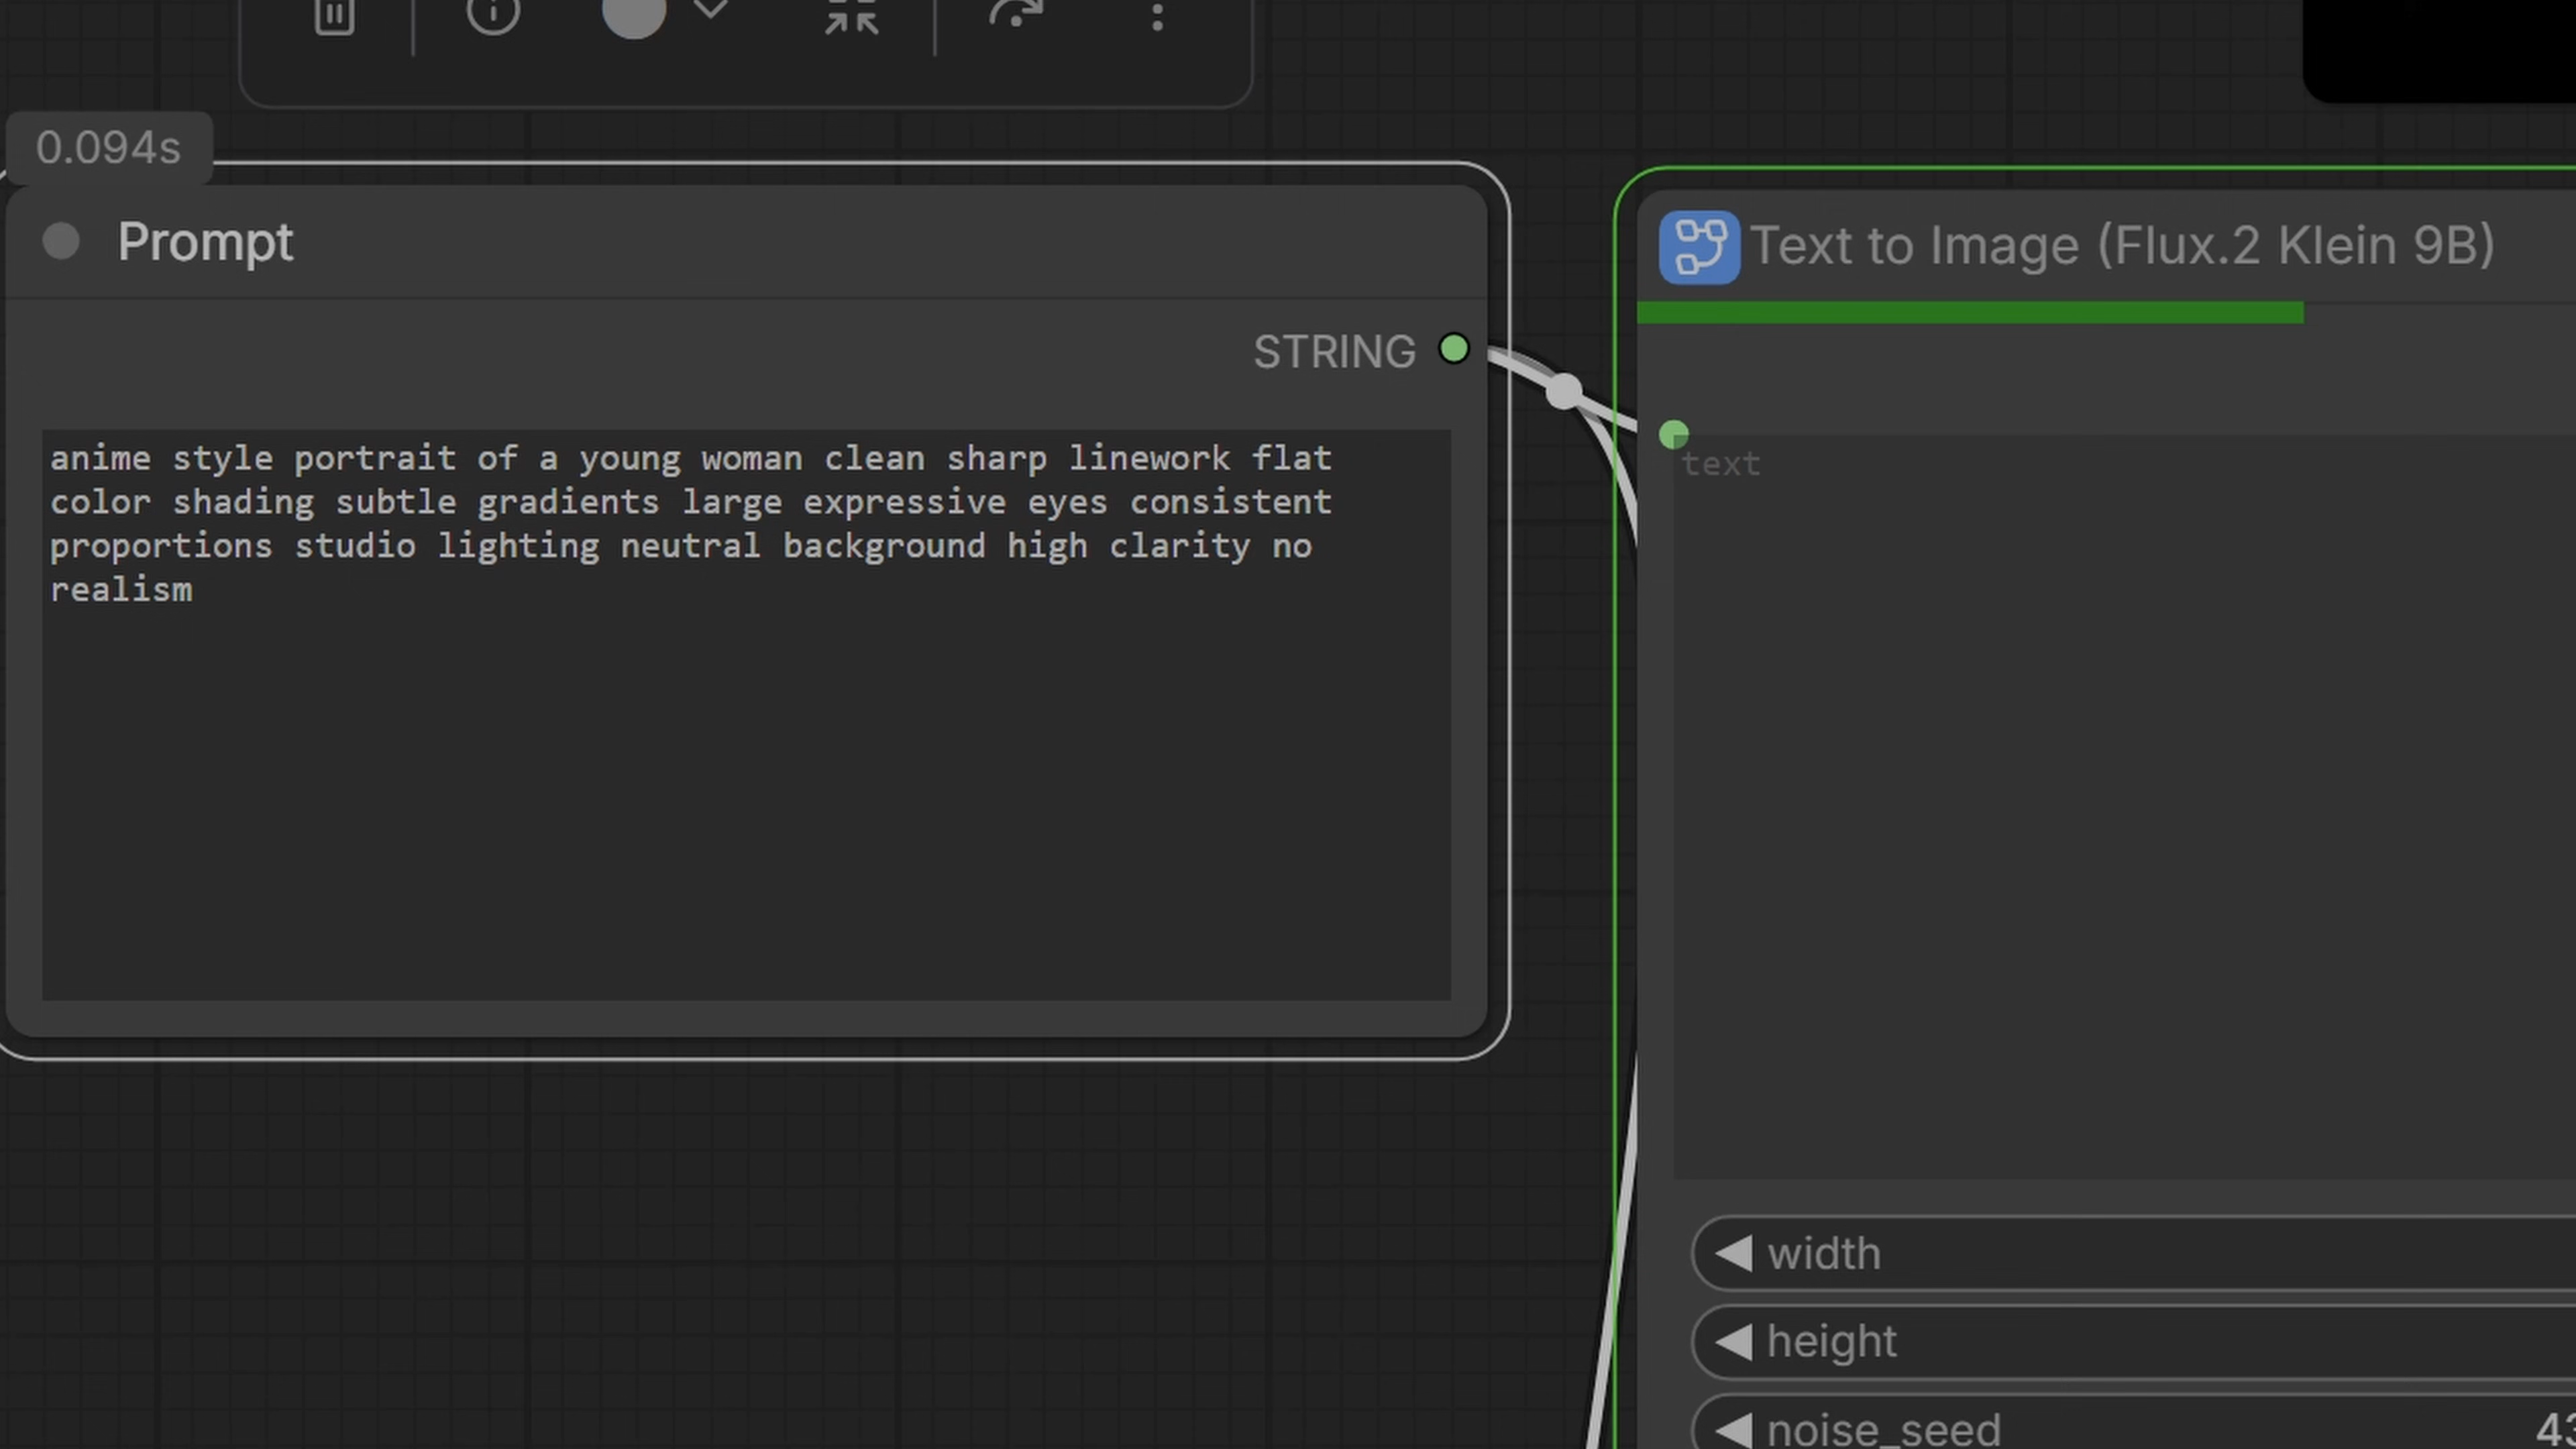 0.094s
Prompt
STRING
anime style portrait of a young woman clean sharp linework flat
color shading subtle gradients large expressive eyes consistent
proportions studio lighting neutral background high clarity no
realism
Text to Image (Flux.2 Klein 9B)
text
width
height
noise_seed